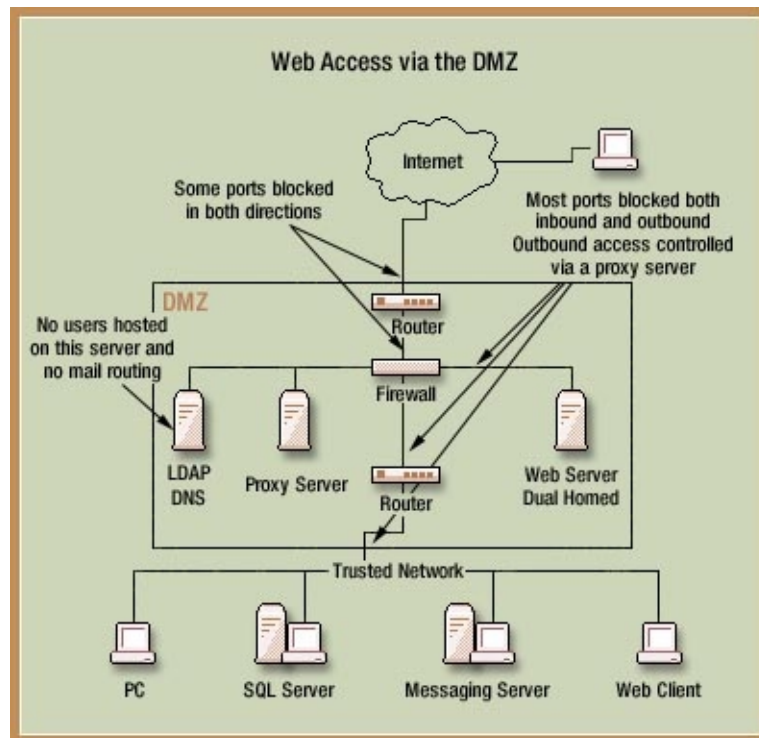 Web Access via the DMZ
Internet
Some ports blocked
in both directions
Most ports blocked both
inbound and outbound
Outbound access controlled
via a proxy server
DMZ
Router
No users hosted
on this server and
no mail routing
Firewall
LDAP
DNS
Proxy Server
Router
Web Server
Dual Homed
Trusted Network
PC
SQL Server
Messaging Server
Web Client